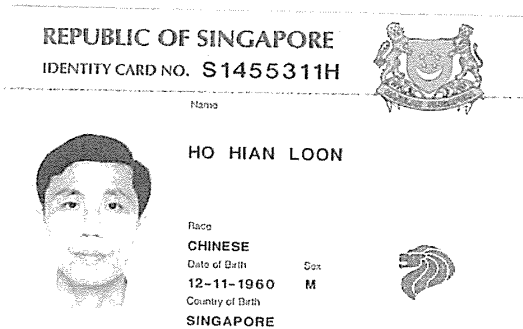 REPUBLIC OF SINGAPORE
IDENTITY CARD NO. S1455311H
Name
HO HIAN LOON
Race
CHINESE
Date of Birth Sex
12-11-1960 M
Country of Birth
SINGAPORE